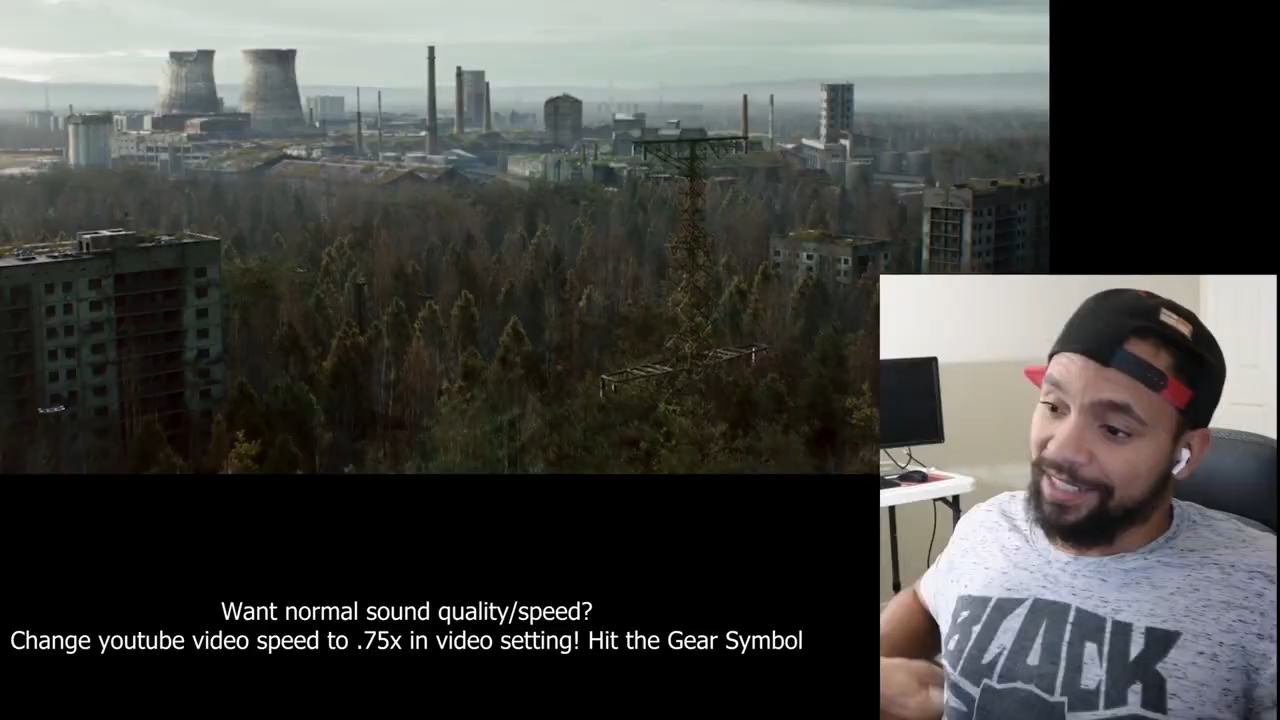 Want normal sound quality/speed?
Change youtube video speed to .75x in video setting! Hit the Gear Symbol
BLACK